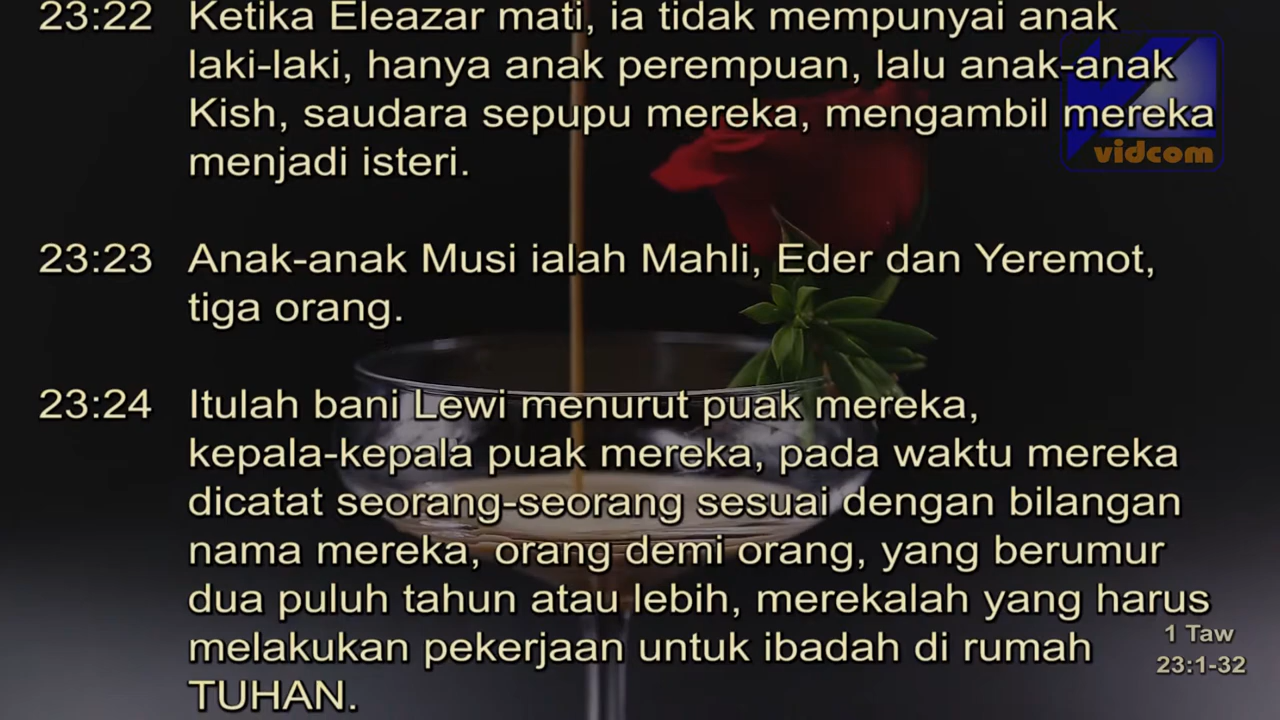 23:22 Ketika Eleazar mati, ia tidak mempunyai anak
laki-laki, hanya anak perempuan, lalu anak-anak
Kish, saudara sepupu mereka, mengambil mereka
menjadi isteri.
vidcom
23:23 Anak-anak Musi ialah Mahli, Eder dan Yeremot,
tiga orang.
23:24 Itulah bani Lewi menurut puak mereka,
kepala-kepala puak mereka, pada waktu mereka
dicatat seorang-seorang sesuai dengan bilangan
nama mereka, orang demi orang, yang berumur
dua puluh tahun atau lebih, merekalah yang harus
melakukan pekerjaan untuk ibadah di rumah
TUHAN.
1 Taw
23:1-32